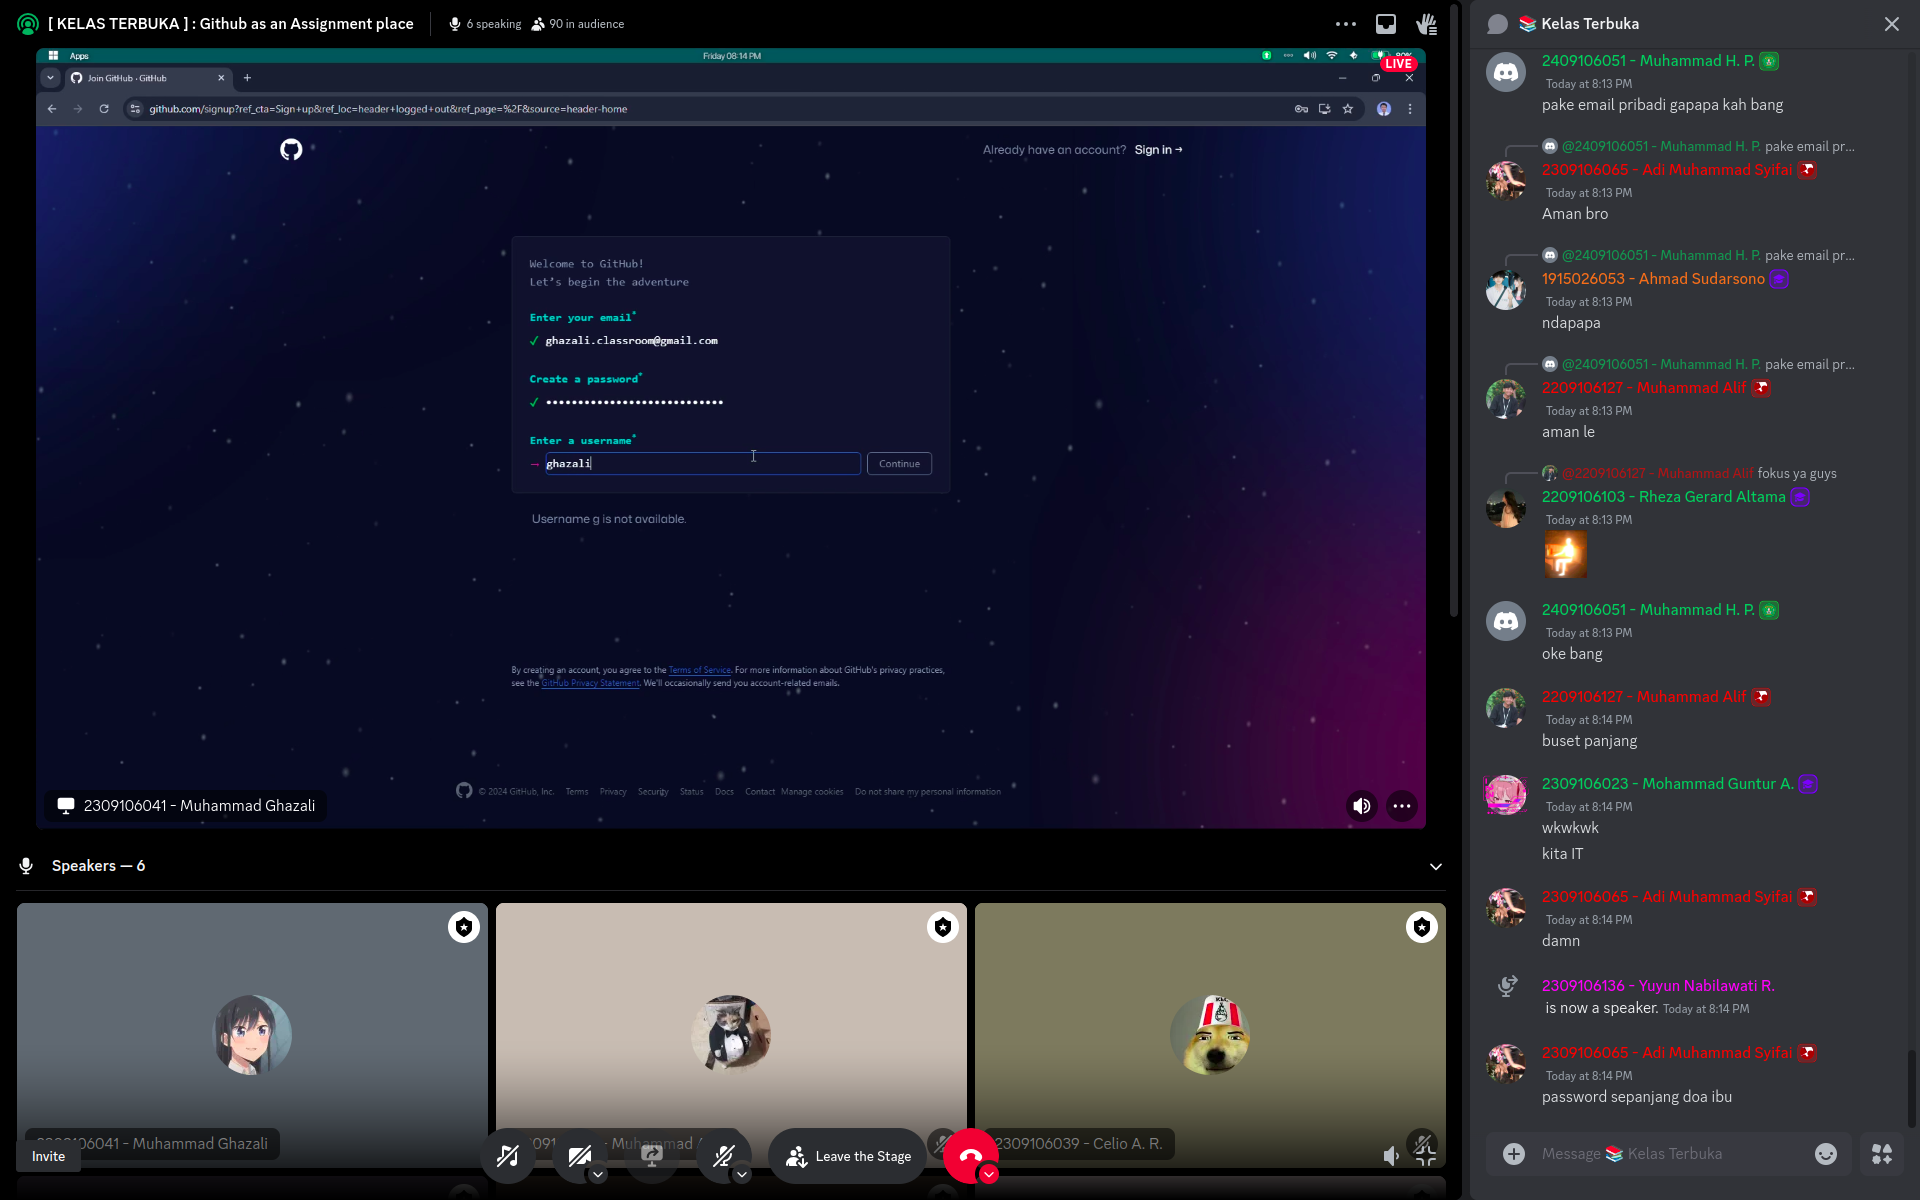 [ KELAS TERBUKA ] : Github as an Assignment place
6 speaking
90 in audience
Apps
Friday 08:14 PM
90%
LIVE
Join GitHub · GitHub
github.com/signup?ref_cta=Sign+up&ref_loc=header+logged+out&ref_page=%2F&source=header-home
Already have an account? Sign in →
Welcome to GitHub!
Let's begin the adventure
Enter your email*
✓ ghazali.classroom@gmail.com
Create a password*
✓ ••••••••••••••••••••••••••••
Enter a username*
→ ghazali
Continue
Username g is not available.
By creating an account, you agree to the Terms of Service. For more information about GitHub's privacy practices,
see the GitHub Privacy Statement. We'll occasionally send you account-related emails.
© 2024 GitHub, Inc. Terms Privacy Security Status Docs Contact Manage cookies Do not share my personal information
2309106041 - Muhammad Ghazali
Speakers — 6
06041 - Muhammad Ghazali
Muhammad
2309106039 - Celio A. R.
Invite
Leave the Stage
📚 Kelas Terbuka
2409106051 - Muhammad H. P.
Today at 8:13 PM
pake email pribadi gapapa kah bang
@2409106051 - Muhammad H. P. pake email pr...
2309106065 - Adi Muhammad Syifai
Today at 8:13 PM
Aman bro
@2409106051 - Muhammad H. P. pake email pr...
1915026053 - Ahmad Sudarsono
Today at 8:13 PM
ndapapa
@2409106051 - Muhammad H. P. pake email pr...
2209106127 - Muhammad Alif
Today at 8:13 PM
aman le
@2209106127 - Muhammad Alif fokus ya guys
2209106103 - Rheza Gerard Altama
Today at 8:13 PM
2409106051 - Muhammad H. P.
Today at 8:13 PM
oke bang
2209106127 - Muhammad Alif
Today at 8:14 PM
buset panjang
2309106023 - Mohammad Guntur A.
Today at 8:14 PM
wkwkwk
kita IT
2309106065 - Adi Muhammad Syifai
Today at 8:14 PM
damn
2309106136 - Yuyun Nabilawati R.
is now a speaker. Today at 8:14 PM
2309106065 - Adi Muhammad Syifai
Today at 8:14 PM
password sepanjang doa ibu
Message 📚 Kelas Terbuka